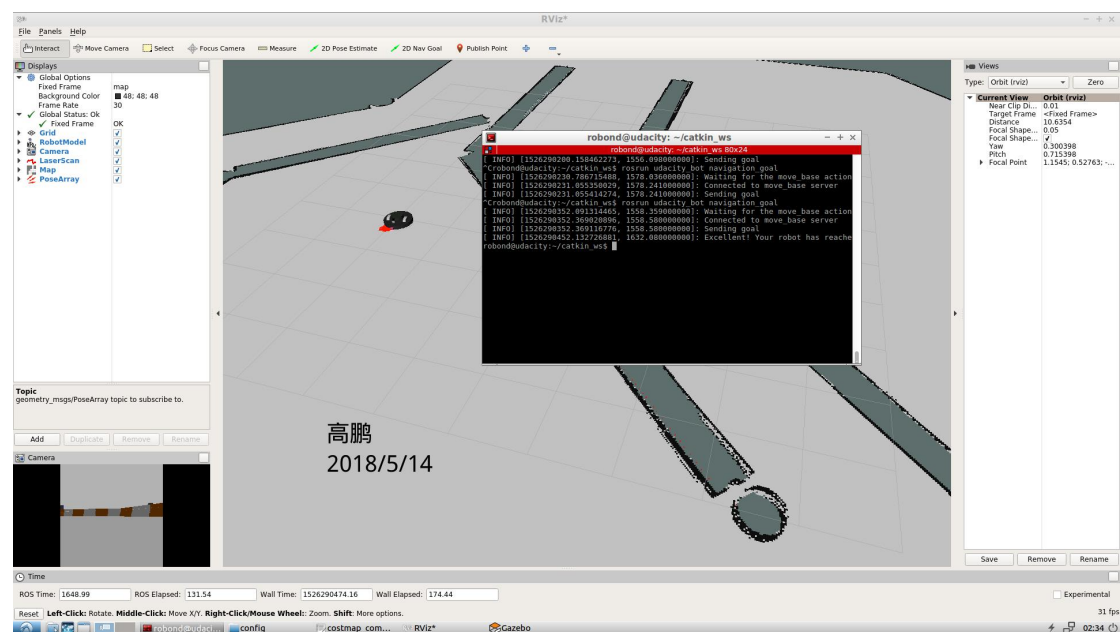 RViz*
File Panels Help
Interact Move Camera Select Focus Camera Measure 2D Pose Estimate 2D Nav Goal Publish Point
Displays
Global Options
Fixed Frame map
Background Color 48; 48; 48
Frame Rate 30
Global Status: Ok
Fixed Frame OK
Grid
RobotModel
Camera
LaserScan
Map
PoseArray
Topic
geometry_msgs/PoseArray topic to subscribe to.
Add Duplicate Remove Rename
Camera
robond@udacity: ~/catkin_ws
robond@udacity: ~/catkin_ws 80x24
[ INFO] [1526290200.158462273, 1556.098000000]: Sending goal
^Crobond@udacity:~/catkin_ws$ rosrun udacity_bot navigation_goal
[ INFO] [1526290230.786715488, 1578.036000000]: Waiting for the move_base action
[ INFO] [1526290231.055350029, 1578.241000000]: Connected to move_base server
[ INFO] [1526290231.055414274, 1578.241000000]: Sending goal
^Crobond@udacity:~/catkin_ws$ rosrun udacity_bot navigation_goal
[ INFO] [1526290352.091314465, 1558.359000000]: Waiting for the move_base action
[ INFO] [1526290352.369020896, 1558.580000000]: Connected to move_base server
[ INFO] [1526290352.369116776, 1558.580000000]: Sending goal
[ INFO] [1526290452.132726881, 1632.080000000]: Excellent! Your robot has reache
robond@udacity:~/catkin_ws$
高鹏
2018/5/14
Views
Type: Orbit (rviz) Zero
Current View Orbit (rviz)
Near Clip Di... 0.01
Target Frame <Fixed Frame>
Distance 10.6354
Focal Shape... 0.05
Focal Shape...
Yaw 0.300398
Pitch 0.715398
Focal Point 1.1545; 0.52763; -...
Save Remove Rename
Time
ROS Time: 1648.99 ROS Elapsed: 131.54 Wall Time: 1526290474.16 Wall Elapsed: 174.44 Experimental
Reset Left-Click: Rotate. Middle-Click: Move X/Y. Right-Click/Mouse Wheel:: Zoom. Shift: More options. 31 fps
robond@udaci... config costmap_com... RViz* Gazebo 02:34